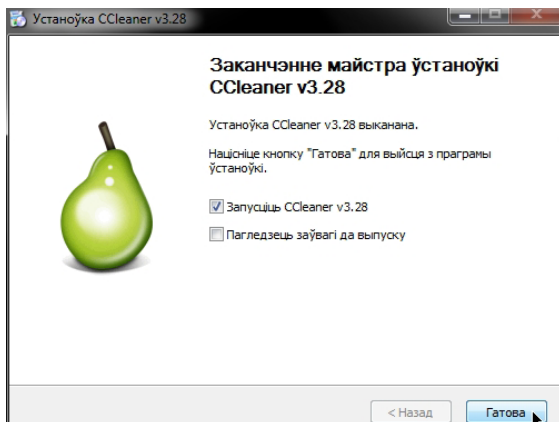 Устаноўка CCleaner v3.28
Заканчэнне майстра ўстаноўкі
CCleaner v3.28
Устаноўка CCleaner v3.28 выканана.
Націсніце кнопку "Гатова" для выйсця з праграмы
ўстаноўкі.
Запусціць CCleaner v3.28
Пагледзець заўвагі да выпуску
< Назад
Гатова